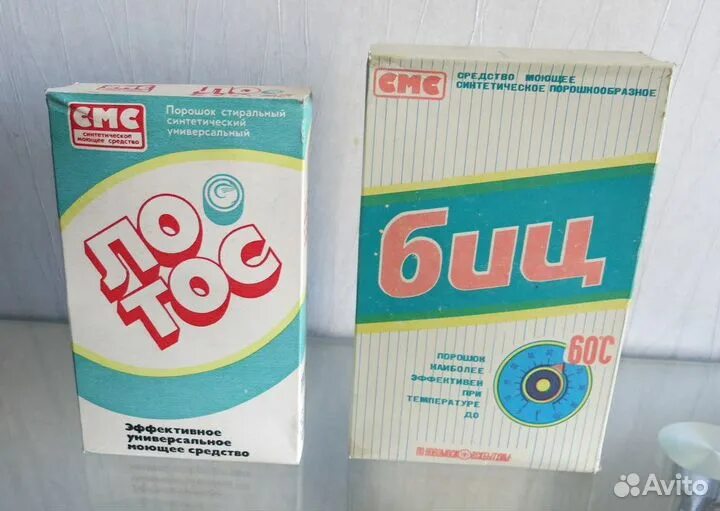 СМС
синтетическое
моющее средство
Порошок стиральный
синтетический
универсальный
ЛО
ТОС
Эффективное
универсальное
моющее средство
СМС
СРЕДСТВО МОЮЩЕЕ
СИНТЕТИЧЕСКОЕ ПОРОШКООБРАЗНОЕ
биц
60°С
ПОРОШОК
НАИБОЛЕЕ
ЭФФЕКТИВЕН
ПРИ
ТЕМПЕРАТУРЕ
ДО
Avito